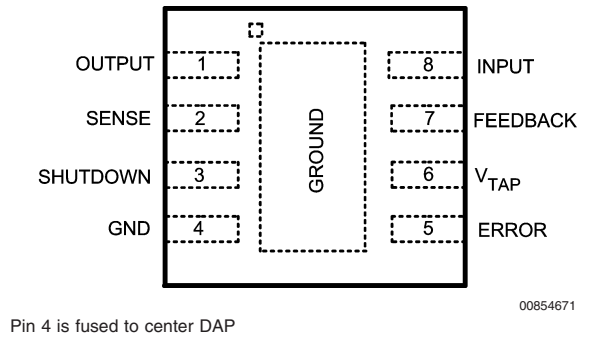 OUTPUT 1 8 INPUT
SENSE 2 7 FEEDBACK
SHUTDOWN 3 6 VTAP
GND 4 5 ERROR
GROUND
00854671
Pin 4 is fused to center DAP